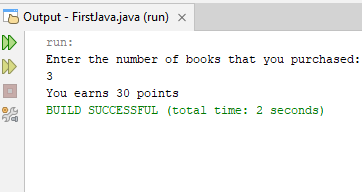 Output - FirstJava.java (run)
run:
Enter the number of books that you purchased:
3
You earns 30 points
BUILD SUCCESSFUL (total time: 2 seconds)